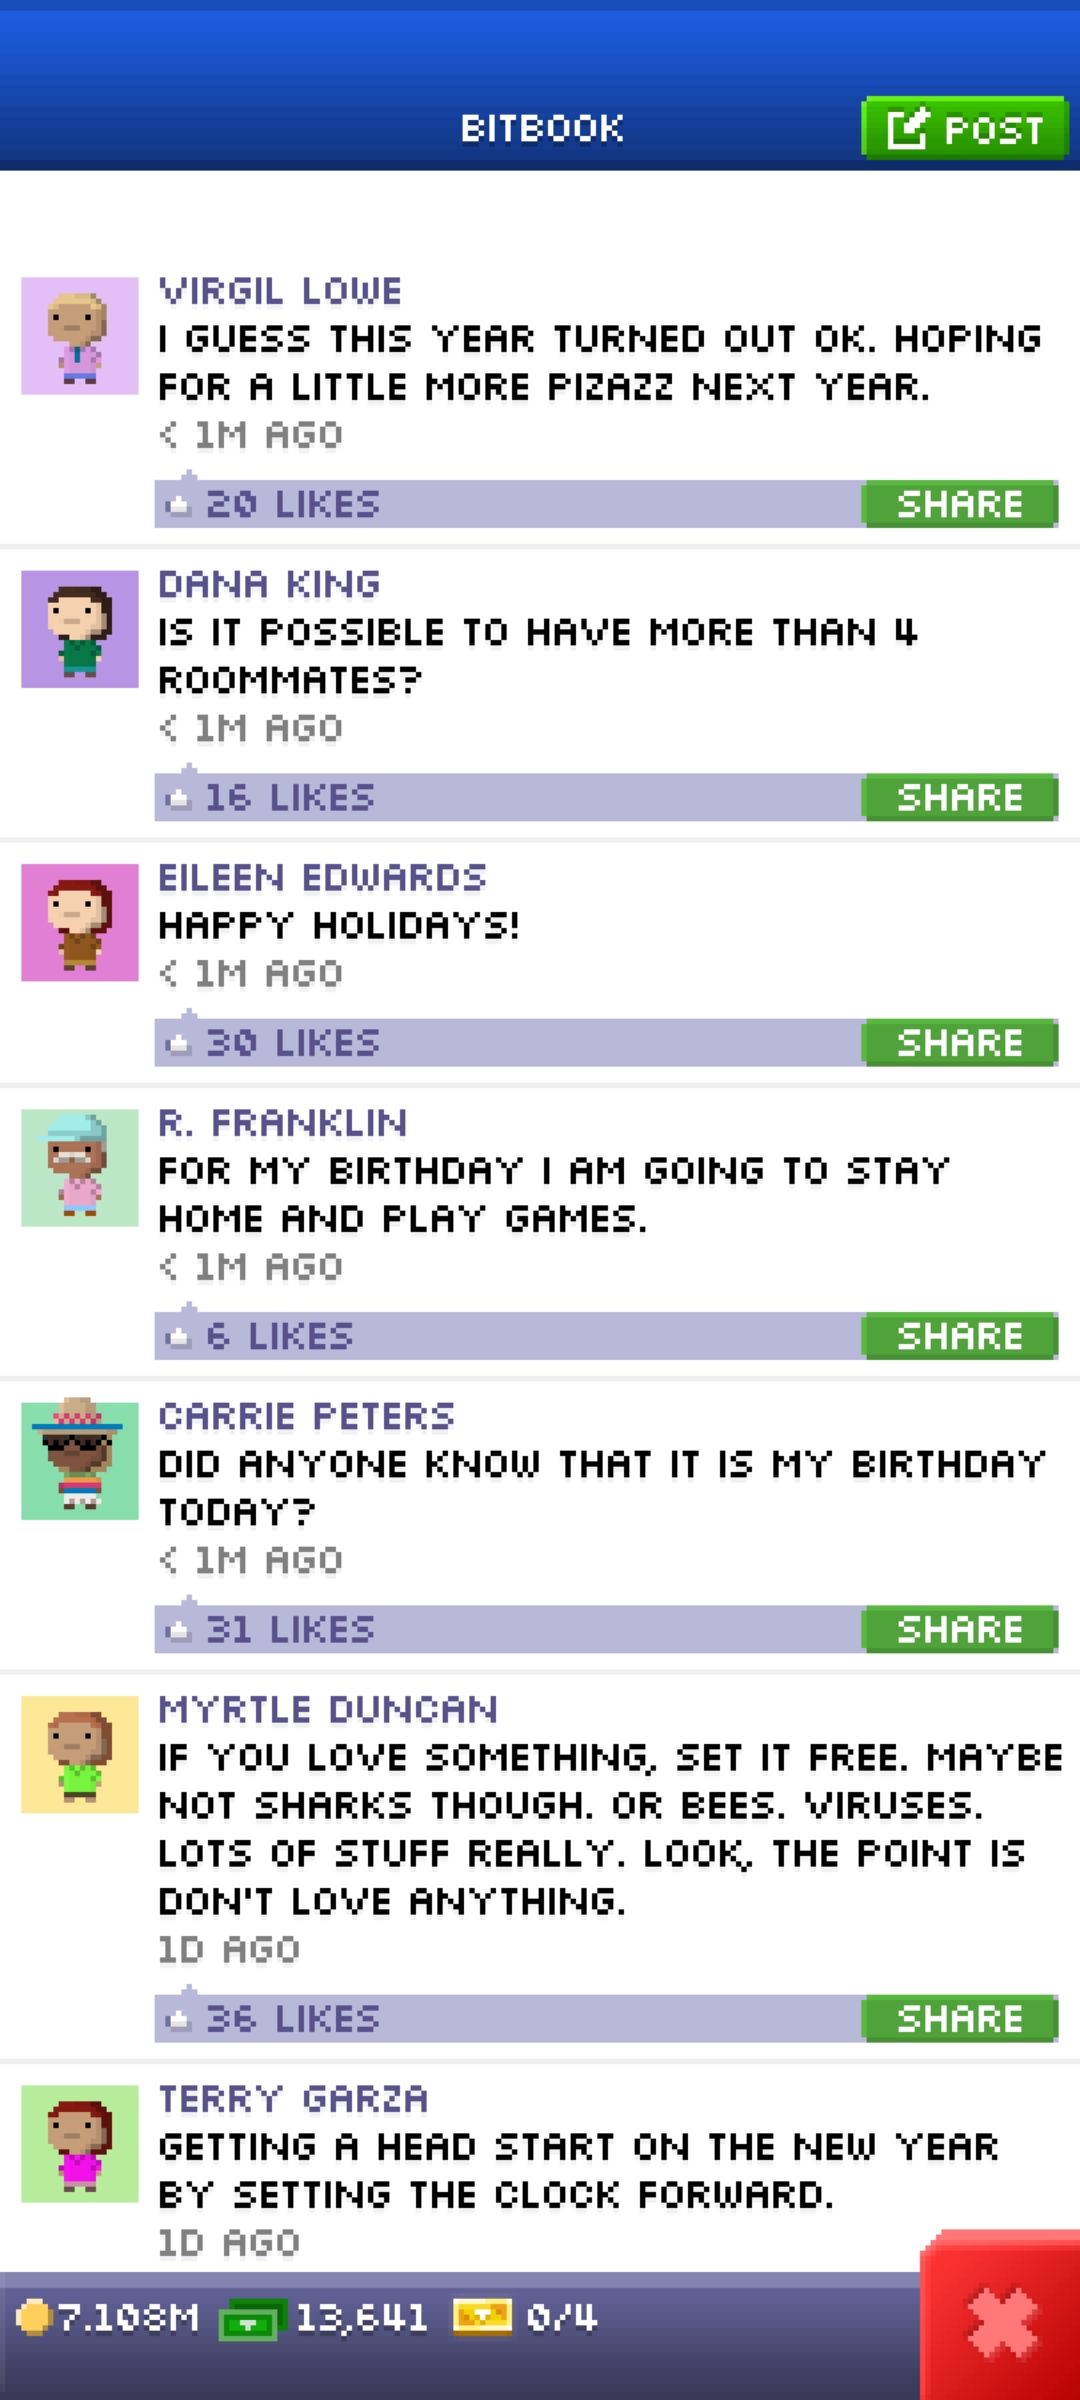 BITBOOK
POST
VIRGIL LOWE
I GUESS THIS YEAR TURNED OUT OK. HOPING
FOR A LITTLE MORE PIZAZZ NEXT YEAR.
< 1M AGO
20 LIKES
SHARE
DANA KING
IS IT POSSIBLE TO HAVE MORE THAN 4
ROOMMATES?
< 1M AGO
16 LIKES
SHARE
EILEEN EDWARDS
HAPPY HOLIDAYS!
< 1M AGO
30 LIKES
SHARE
R. FRANKLIN
FOR MY BIRTHDAY I AM GOING TO STAY
HOME AND PLAY GAMES.
< 1M AGO
6 LIKES
SHARE
CARRIE PETERS
DID ANYONE KNOW THAT IT IS MY BIRTHDAY
TODAY?
< 1M AGO
31 LIKES
SHARE
MYRTLE DUNCAN
IF YOU LOVE SOMETHING, SET IT FREE. MAYBE
NOT SHARKS THOUGH. OR BEES. VIRUSES.
LOTS OF STUFF REALLY. LOOK, THE POINT IS
DON'T LOVE ANYTHING.
1D AGO
36 LIKES
SHARE
TERRY GARZA
GETTING A HEAD START ON THE NEW YEAR
BY SETTING THE CLOCK FORWARD.
1D AGO
7.108M 13,641 0/4